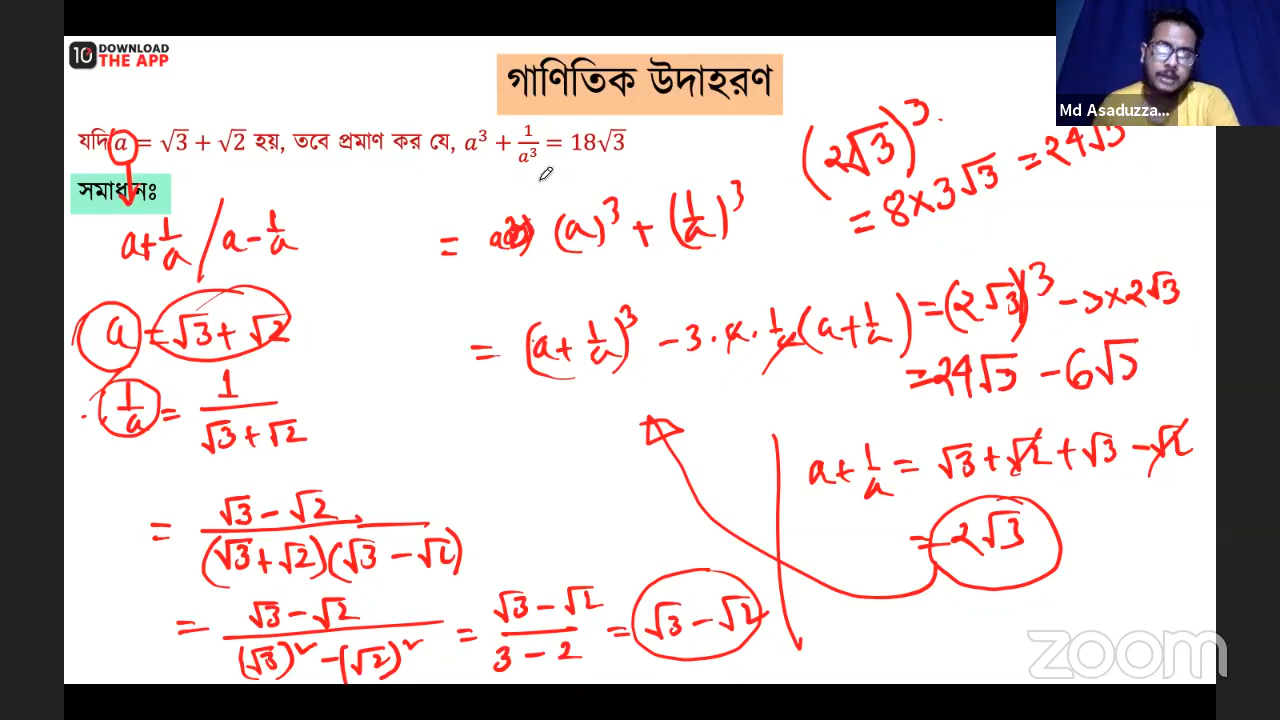 10 DOWNLOAD THE APP
গাণিতিক উদাহরণ
Md Asaduzza...
যদি a = √3 + √2 হয়, তবে প্রমাণ কর যে, a³ + 1/a³ = 18√3
সমাধানঃ
a + 1/a / a - 1/a
a = √3 + √2
1/a = 1/(√3 + √2)
= (√3 - √2)/((√3 + √2)(√3 - √2))
= (√3 - √2)/((√3)² - (√2)²) = (√3 - √2)/(3 - 2) = √3 - √2
= (a)³ + (1/a)³
= (a + 1/a)³ - 3 · a · 1/a (a + 1/a) = (2√3)³ - 3 × 2√3
= 24√3 - 6√3
(2√3)³
= 8 × 3√3 = 24√3
a + 1/a = √3 + √2 + √3 - √2
= 2√3
zoom